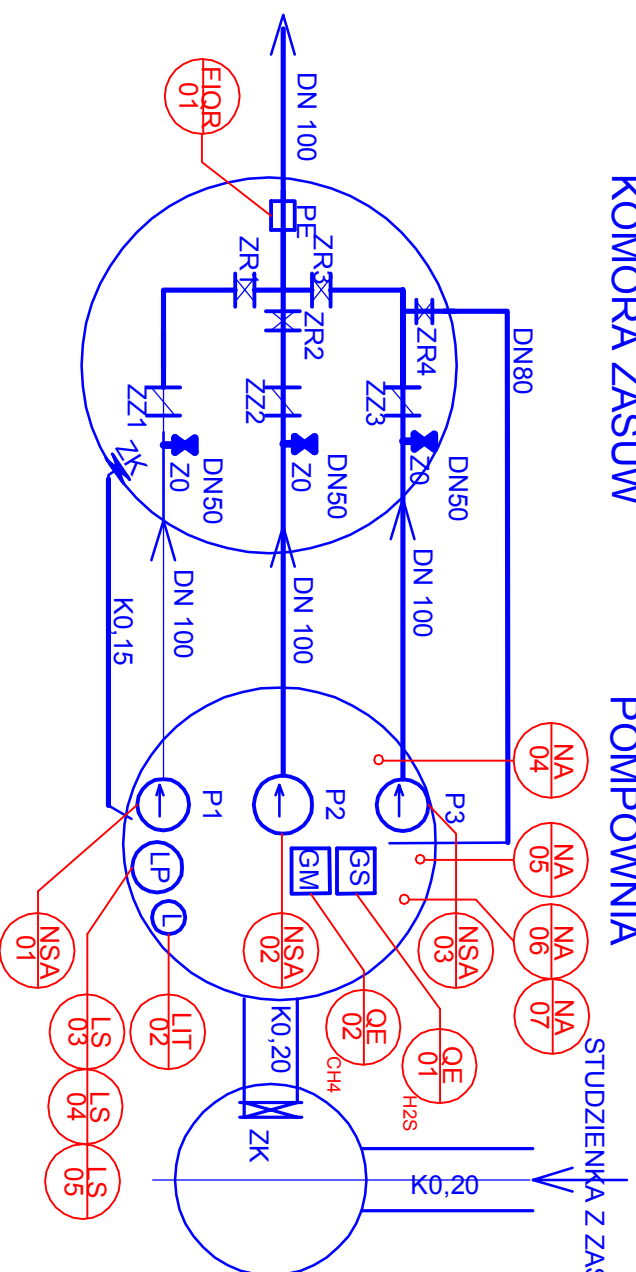 KOMORA ZASUW
POMPOWNIA
STUDZIENKA Z ZAS
DN 100
FIQR
01
PE
ZR1
ZR3
ZR2
ZR4
DN80
ZZ1
ZZ2
ZZ3
Z0
DN50
Z0
DN50
Z0
DN50
ZK
K0,15
DN 100
DN 100
DN 100
P1
P2
P3
LP
L
GM
GS
NA
04
NA
05
NA
06
NA
07
NSA
01
NSA
02
NSA
03
LS
03
LS
04
LS
05
LIT
02
QE
02
CH4
QE
01
H2S
K0,20
ZK
K0,20